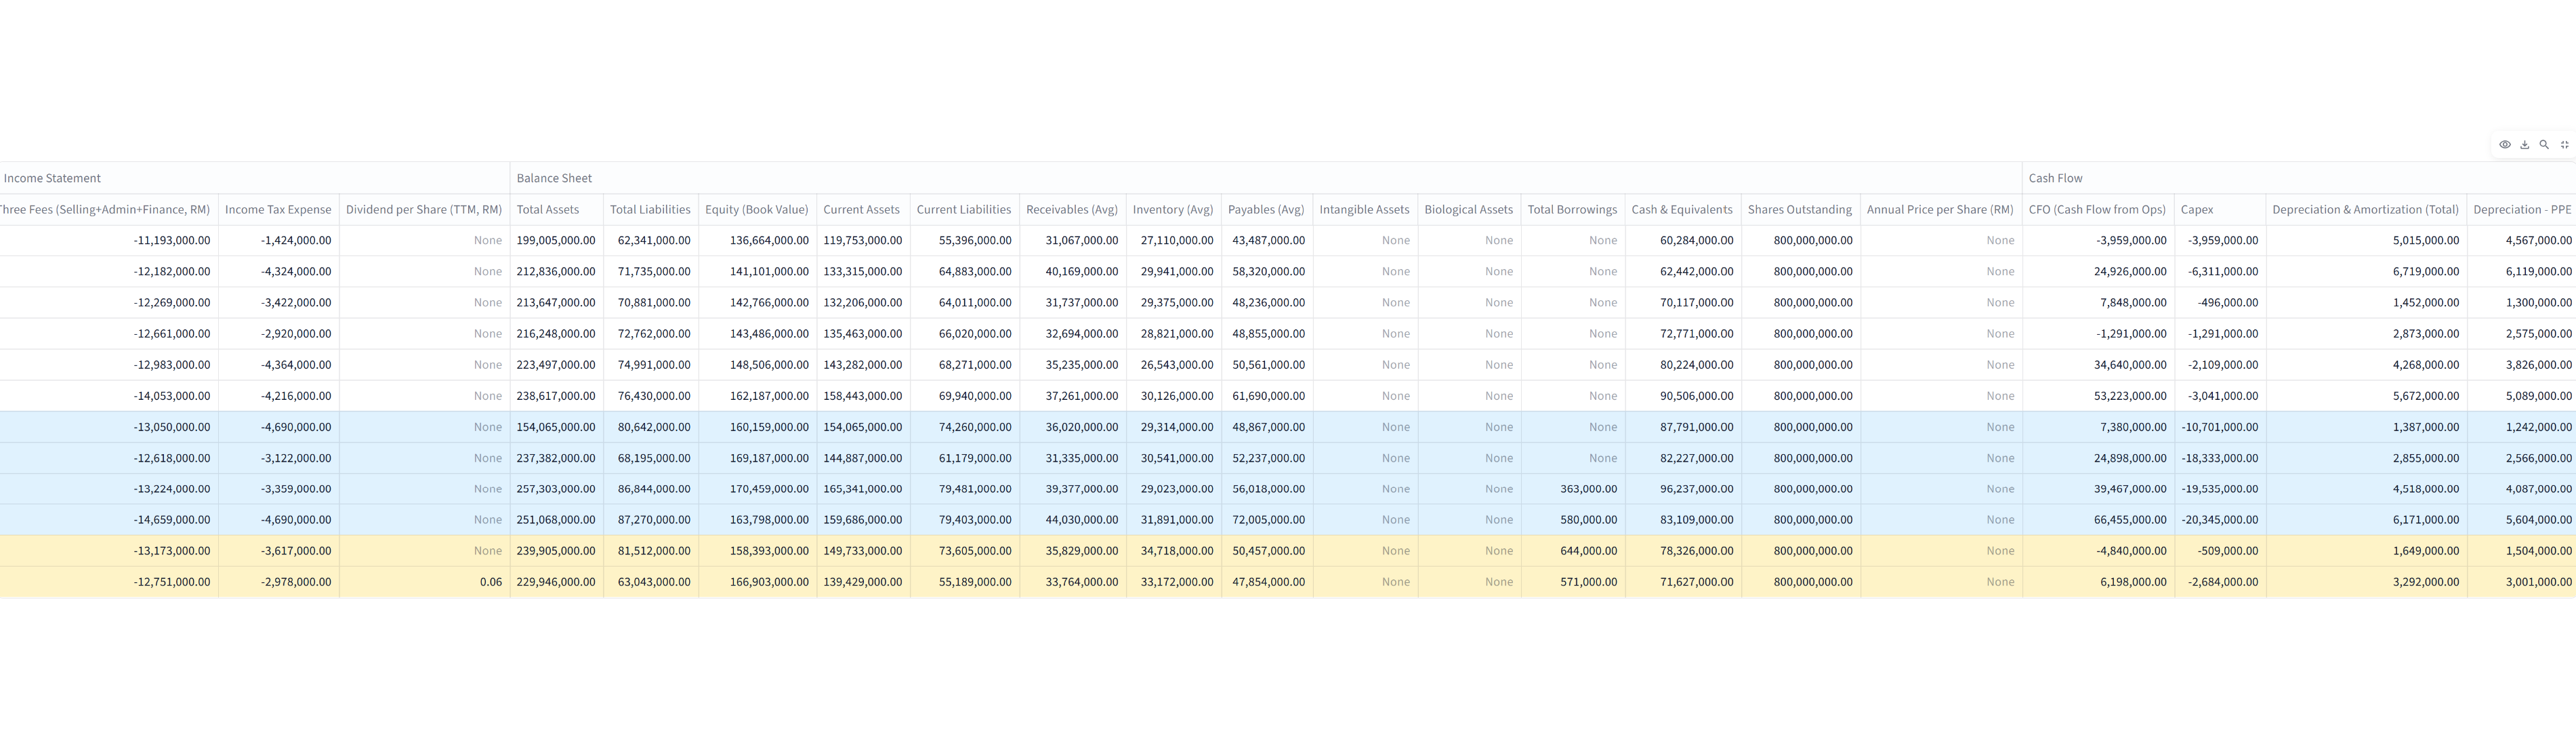 Income Statement Balance Sheet Cash Flow
Three Fees (Selling+Admin+Finance, RM) Income Tax Expense Dividend per Share (TTM, RM) Total Assets Total Liabilities Equity (Book Value) Current Assets Current Liabilities Receivables (Avg) Inventory (Avg) Payables (Avg) Intangible Assets Biological Assets Total Borrowings Cash & Equivalents Shares Outstanding Annual Price per Share (RM) CFO (Cash Flow from Ops) Capex Depreciation & Amortization (Total) Depreciation - PPE
-11,193,000.00 -1,424,000.00 None 199,005,000.00 62,341,000.00 136,664,000.00 119,753,000.00 55,396,000.00 31,067,000.00 27,110,000.00 43,487,000.00 None None None 60,284,000.00 800,000,000.00 None -3,959,000.00 -3,959,000.00 5,015,000.00 4,567,000.00
-12,182,000.00 -4,324,000.00 None 212,836,000.00 71,735,000.00 141,101,000.00 133,315,000.00 64,883,000.00 40,169,000.00 29,941,000.00 58,320,000.00 None None None 62,442,000.00 800,000,000.00 None 24,926,000.00 -6,311,000.00 6,719,000.00 6,119,000.00
-12,269,000.00 -3,422,000.00 None 213,647,000.00 70,881,000.00 142,766,000.00 132,206,000.00 64,011,000.00 31,737,000.00 29,375,000.00 48,236,000.00 None None None 70,117,000.00 800,000,000.00 None 7,848,000.00 -496,000.00 1,452,000.00 1,300,000.00
-12,661,000.00 -2,920,000.00 None 216,248,000.00 72,762,000.00 143,486,000.00 135,463,000.00 66,020,000.00 32,694,000.00 28,821,000.00 48,855,000.00 None None None 72,771,000.00 800,000,000.00 None -1,291,000.00 -1,291,000.00 2,873,000.00 2,575,000.00
-12,983,000.00 -4,364,000.00 None 223,497,000.00 74,991,000.00 148,506,000.00 143,282,000.00 68,271,000.00 35,235,000.00 26,543,000.00 50,561,000.00 None None None 80,224,000.00 800,000,000.00 None 34,640,000.00 -2,109,000.00 4,268,000.00 3,826,000.00
-14,053,000.00 -4,216,000.00 None 238,617,000.00 76,430,000.00 162,187,000.00 158,443,000.00 69,940,000.00 37,261,000.00 30,126,000.00 61,690,000.00 None None None 90,506,000.00 800,000,000.00 None 53,223,000.00 -3,041,000.00 5,672,000.00 5,089,000.00
-13,050,000.00 -4,690,000.00 None 154,065,000.00 80,642,000.00 160,159,000.00 154,065,000.00 74,260,000.00 36,020,000.00 29,314,000.00 48,867,000.00 None None None 87,791,000.00 800,000,000.00 None 7,380,000.00 -10,701,000.00 1,387,000.00 1,242,000.00
-12,618,000.00 -3,122,000.00 None 237,382,000.00 68,195,000.00 169,187,000.00 144,887,000.00 61,179,000.00 31,335,000.00 30,541,000.00 52,237,000.00 None None None 82,227,000.00 800,000,000.00 None 24,898,000.00 -18,333,000.00 2,855,000.00 2,566,000.00
-13,224,000.00 -3,359,000.00 None 257,303,000.00 86,844,000.00 170,459,000.00 165,341,000.00 79,481,000.00 39,377,000.00 29,023,000.00 56,018,000.00 None None 363,000.00 96,237,000.00 800,000,000.00 None 39,467,000.00 -19,535,000.00 4,518,000.00 4,087,000.00
-14,659,000.00 -4,690,000.00 None 251,068,000.00 87,270,000.00 163,798,000.00 159,686,000.00 79,403,000.00 44,030,000.00 31,891,000.00 72,005,000.00 None None 580,000.00 83,109,000.00 800,000,000.00 None 66,455,000.00 -20,345,000.00 6,171,000.00 5,604,000.00
-13,173,000.00 -3,617,000.00 None 239,905,000.00 81,512,000.00 158,393,000.00 149,733,000.00 73,605,000.00 35,829,000.00 34,718,000.00 50,457,000.00 None None 644,000.00 78,326,000.00 800,000,000.00 None -4,840,000.00 -509,000.00 1,649,000.00 1,504,000.00
-12,751,000.00 -2,978,000.00 0.06 229,946,000.00 63,043,000.00 166,903,000.00 139,429,000.00 55,189,000.00 33,764,000.00 33,172,000.00 47,854,000.00 None None 571,000.00 71,627,000.00 800,000,000.00 None 6,198,000.00 -2,684,000.00 3,292,000.00 3,001,000.00